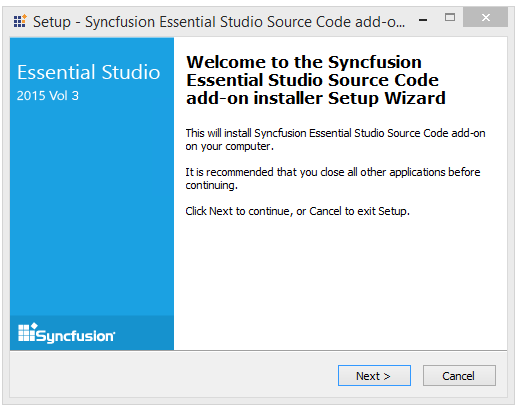 Setup - Syncfusion Essential Studio Source Code add-o...
Essential Studio
2015 Vol 3
Welcome to the Syncfusion
Essential Studio Source Code
add-on installer Setup Wizard
This will install Syncfusion Essential Studio Source Code add-on
on your computer.
It is recommended that you close all other applications before
continuing.
Click Next to continue, or Cancel to exit Setup.
Syncfusion
Next >
Cancel